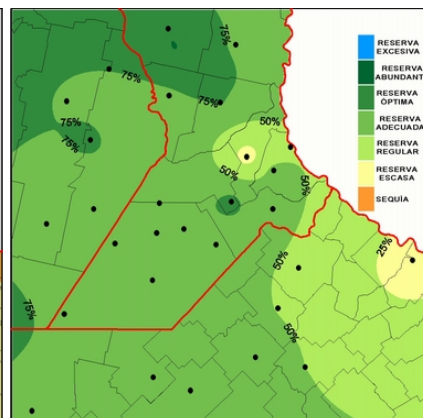 75%
75%
75%
75%
75%
50%
50%
50%
25%
50%
50%
75%
RESERVA
EXCESIVA
RESERVA
ABUNDANT
RESERVA
ÓPTIMA
RESERVA
ADECUADA
RESERVA
REGULAR
RESERVA
ESCASA
SEQUÍA